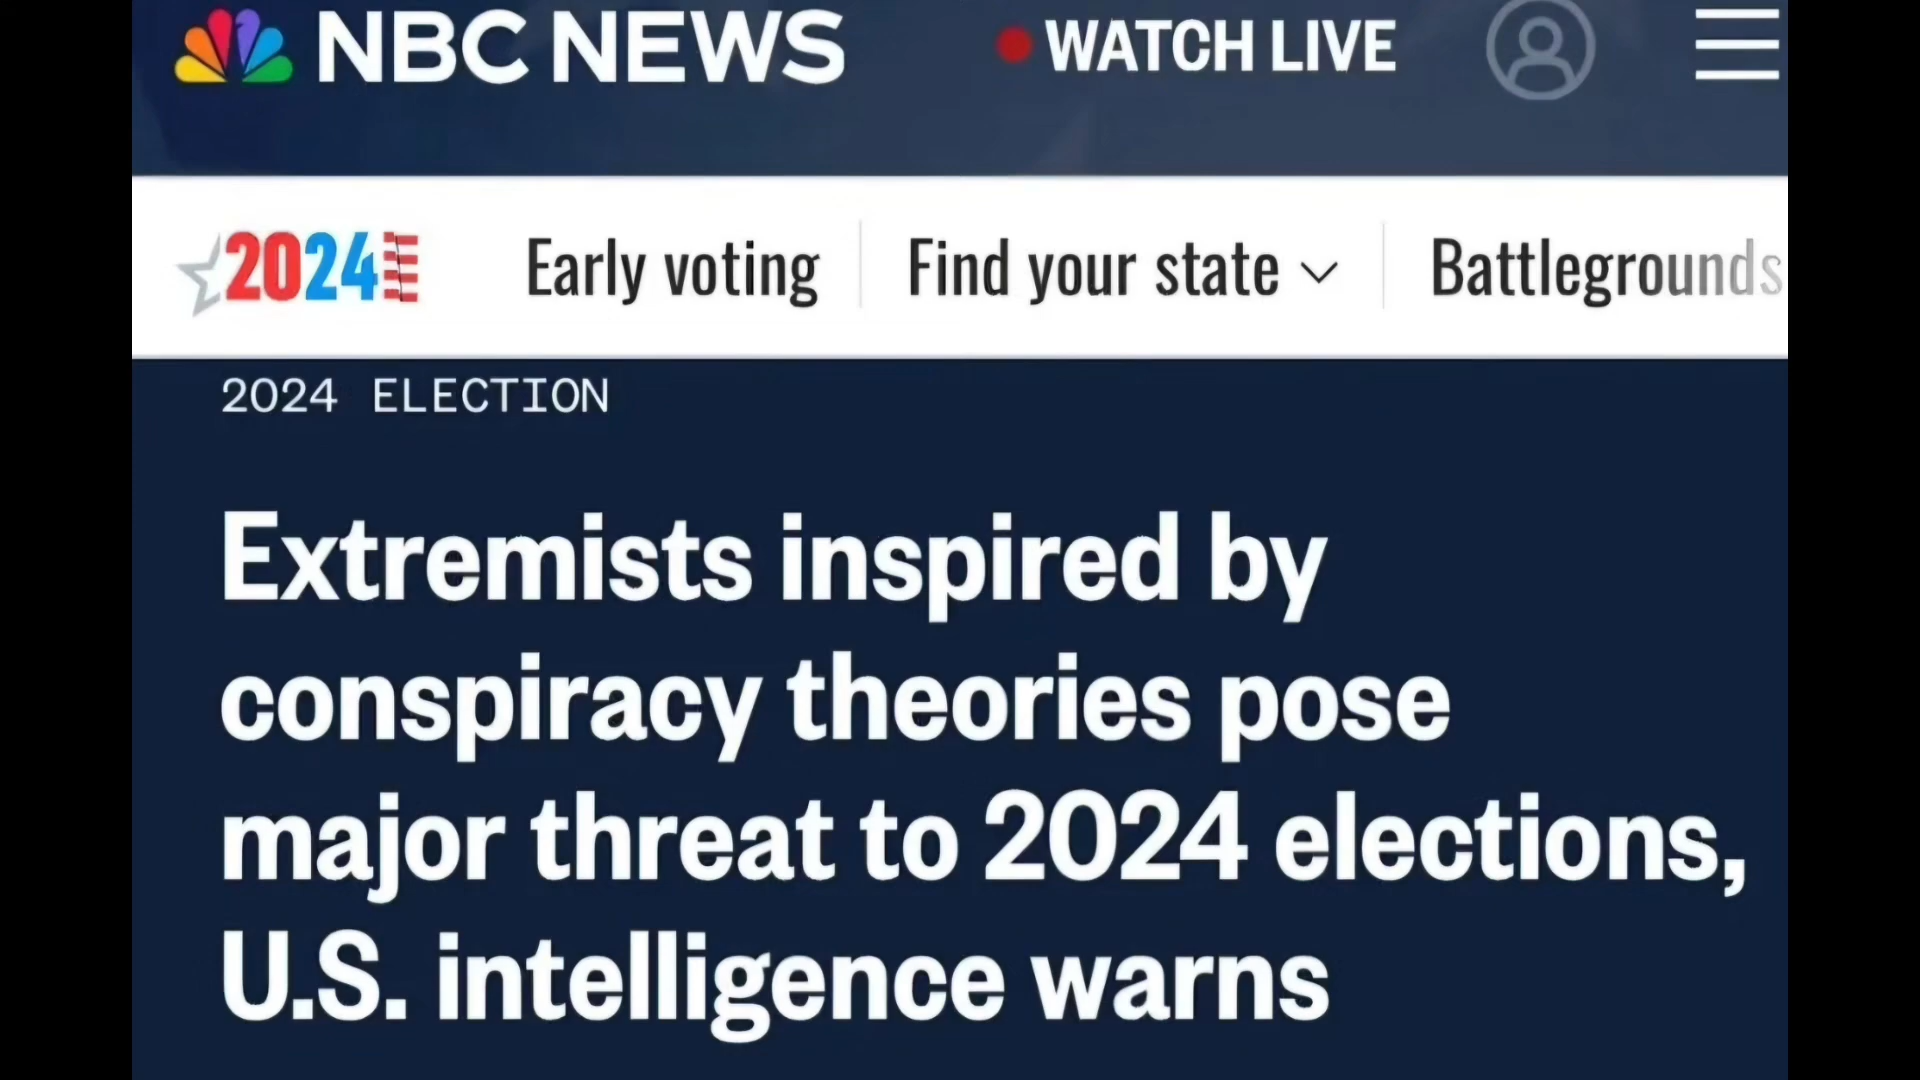 NBC NEWS
WATCH LIVE
2024
Early voting
Find your state
Battlegrounds
2024 ELECTION
Extremists inspired by
conspiracy theories pose
major threat to 2024 elections,
U.S. intelligence warns